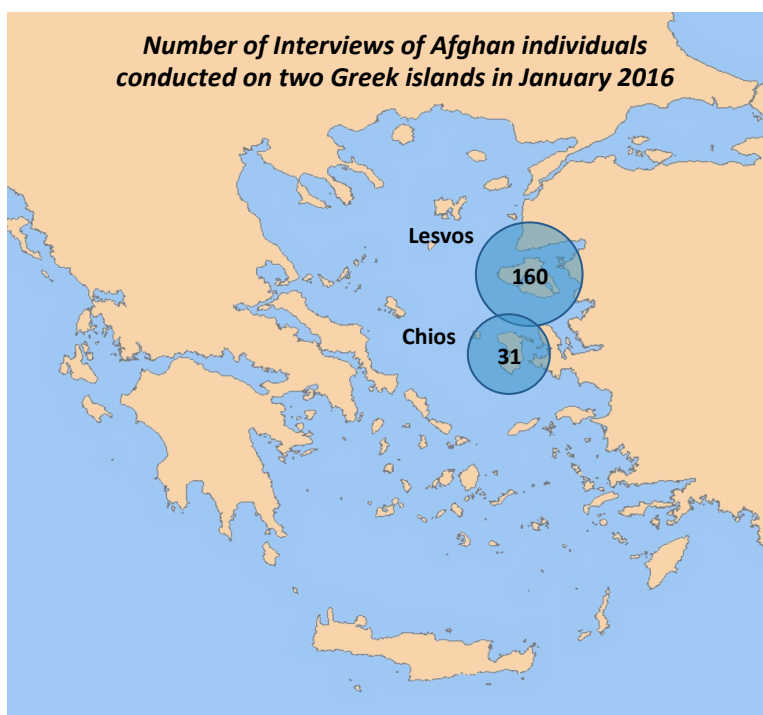 Number of Interviews of Afghan individuals
conducted on two Greek islands in January 2016
Lesvos
160
Chios
31